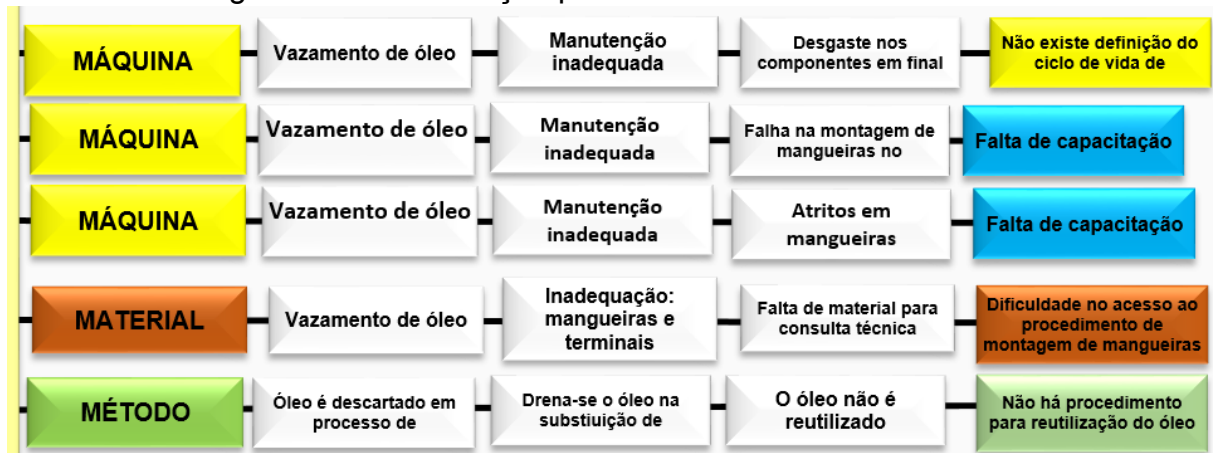 MÁQUINA
Vazamento de óleo
Manutenção
inadequada
Desgaste nos
componentes em final
Não existe definição do
ciclo de vida de
MÁQUINA
Vazamento de óleo
Manutenção
inadequada
Falha na montagem de
mangueiras no
Falta de capacitação
MÁQUINA
Vazamento de óleo
Manutenção
inadequada
Atritos em
mangueiras
Falta de capacitação
MATERIAL
Vazamento de óleo
Inadequação:
mangueiras e
terminais
Falta de material para
consulta técnica
Dificuldade no acesso ao
procedimento de
montagem de mangueiras
MÉTODO
Óleo é descartado em
processo de
Drena-se o óleo na
substiuição de
O óleo não é
reutilizado
Não há procedimento
para reutilização do óleo